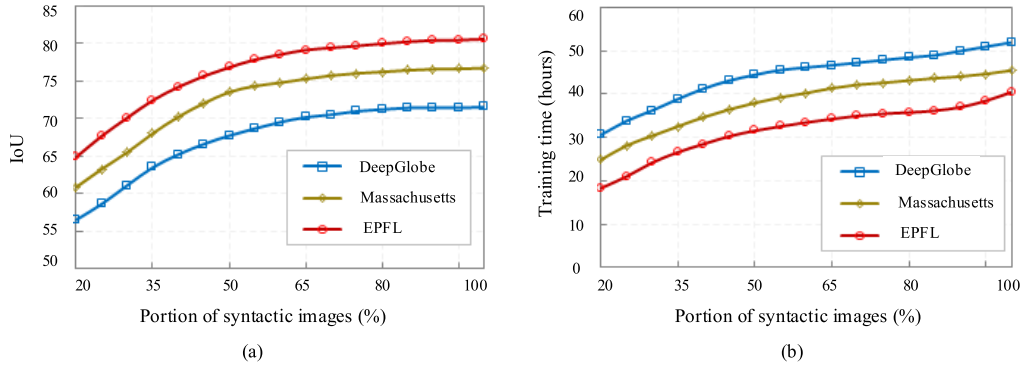 85
80
75
70
65
60
55
50
IoU
20
35
50
65
80
100
DeepGlobe
Massachusetts
EPFL
Portion of syntactic images (%)
(a)
60
50
40
30
20
10
0
Training time (hours)
20
35
50
65
80
100
DeepGlobe
Massachusetts
EPFL
Portion of syntactic images (%)
(b)